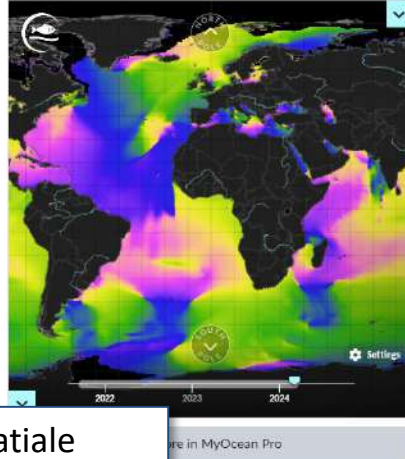 NORTH
POLE
SOUTH
POLE
Settings
2022 2023 2024
atiale
ore in MyOcean Pro